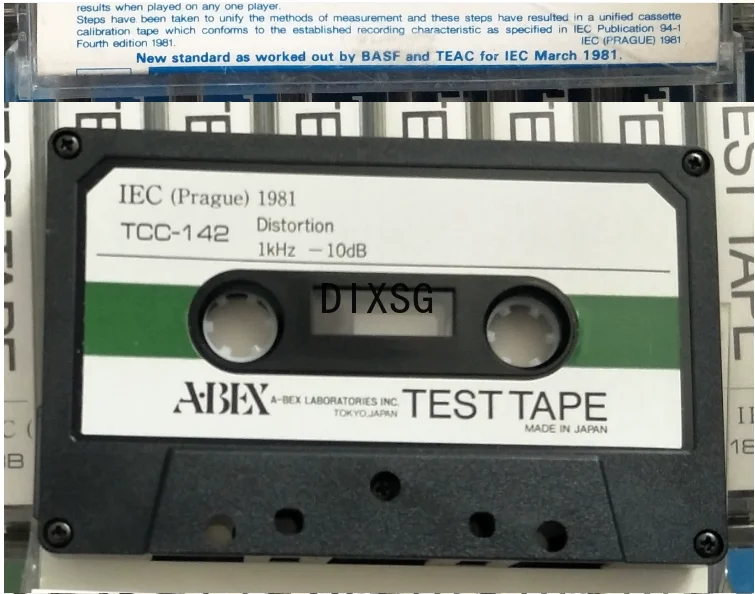 results when played on any one player.
Steps have been taken to unify the methods of measurement and these steps have resulted in a unified cassette
calibration tape which conforms to the established recording characteristic as specified in IEC Publication 94-1
Fourth edition 1981. IEC (PRAGUE) 1981
New standard as worked out by BASF and TEAC for IEC March 1981.
IEC (Prague) 1981
TCC-142 Distortion
1kHz -10dB
DIXSG
A·BEX A-BEX LABORATORIES INC. TEST TAPE
TOKYO.JAPAN
MADE IN JAPAN
EST TAPE